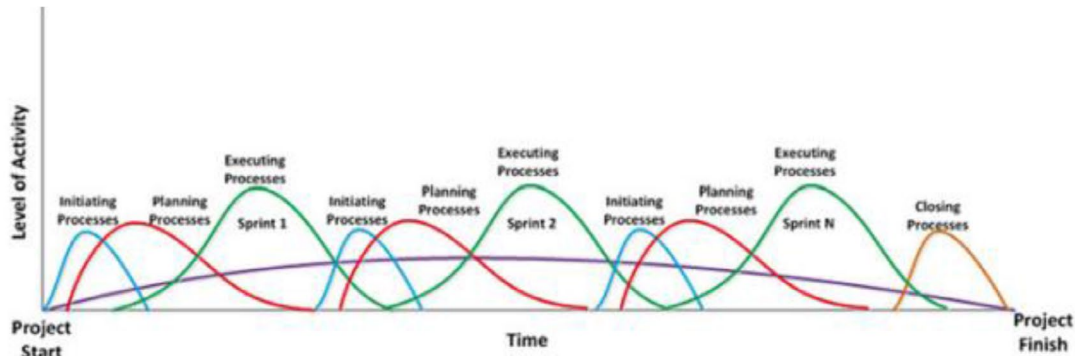 Level of Activity
Initiating
Processes
Planning
Processes
Executing
Processes
Sprint 1
Initiating
Processes
Planning
Processes
Executing
Processes
Sprint 2
Initiating
Processes
Planning
Processes
Executing
Processes
Sprint N
Closing
Processes
Project
Start
Time
Project
Finish